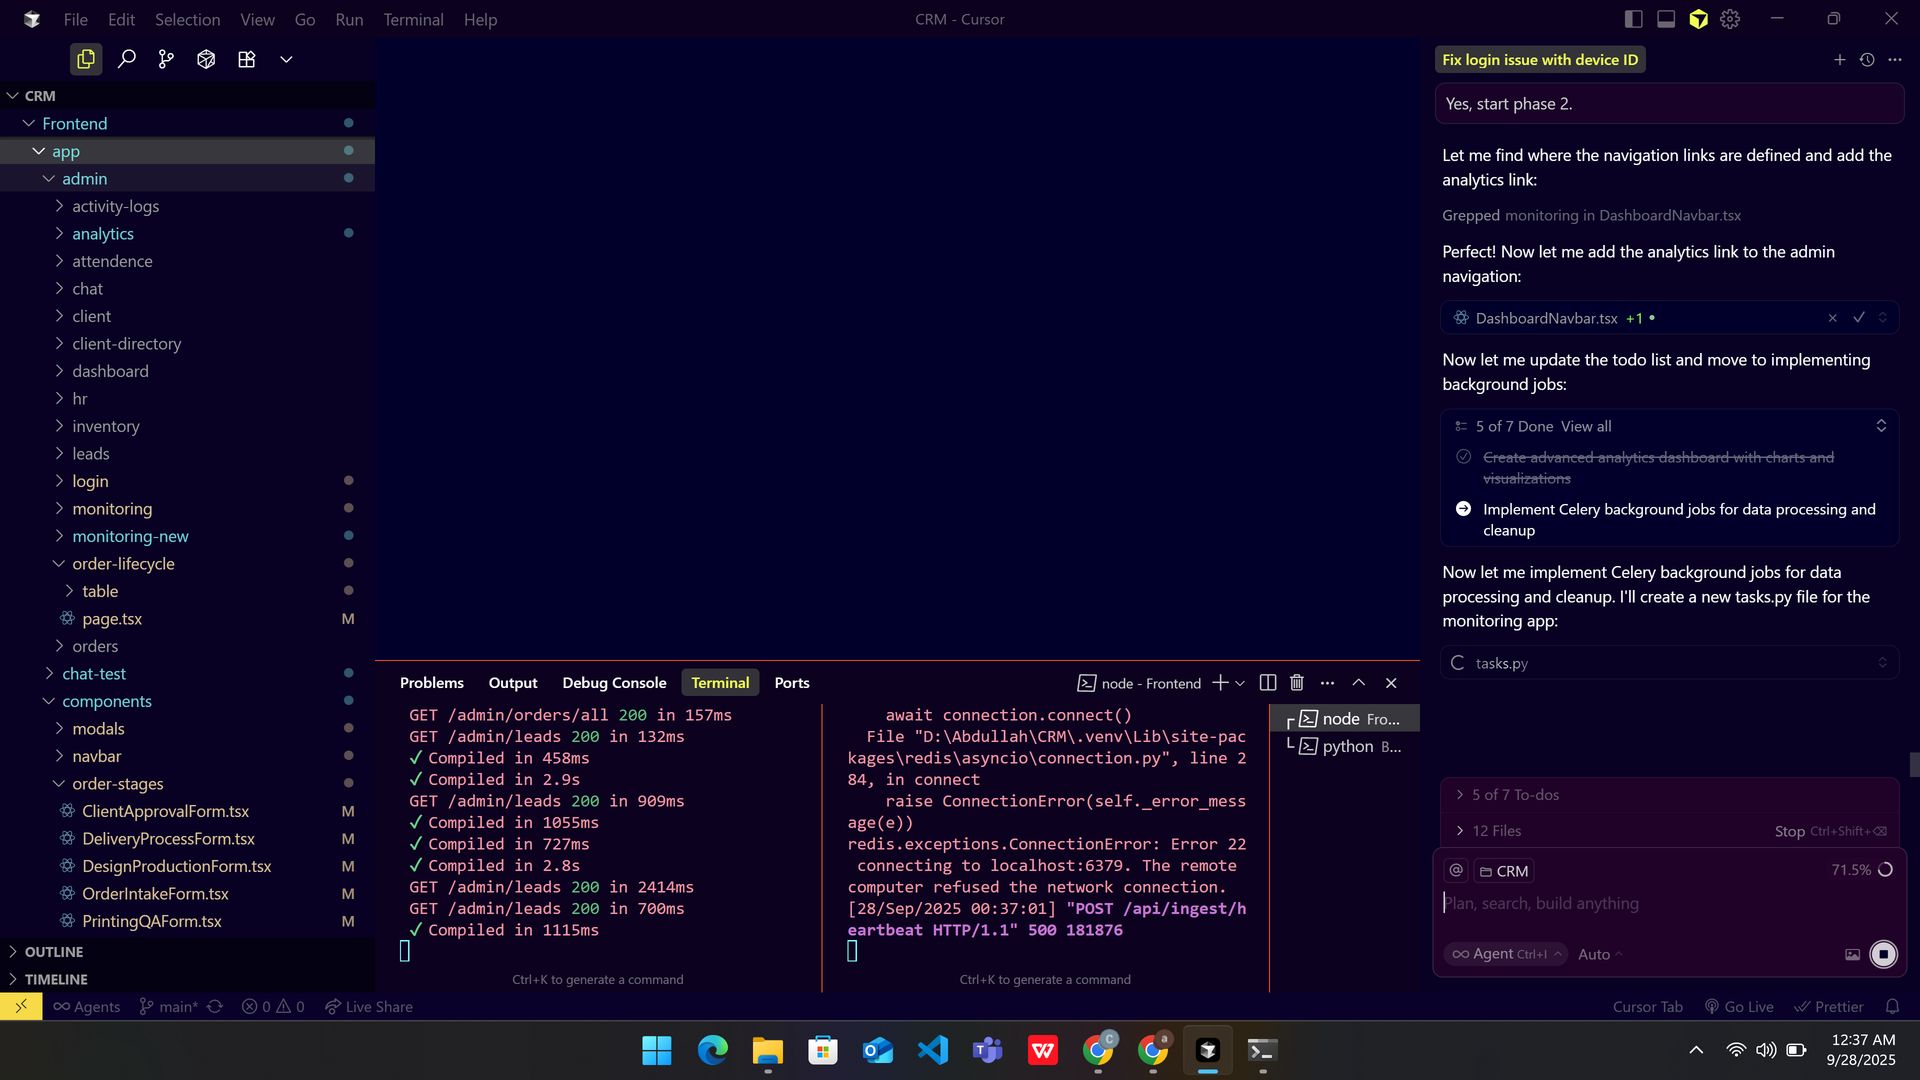 File Edit Selection View Go Run Terminal Help
CRM - Cursor
CRM
Frontend
app
admin
activity-logs
analytics
attendence
chat
client
client-directory
dashboard
hr
inventory
leads
login
monitoring
monitoring-new
order-lifecycle
table
page.tsx M
orders
chat-test
components
modals
navbar
order-stages
ClientApprovalForm.tsx M
DeliveryProcessForm.tsx M
DesignProductionForm.tsx M
OrderIntakeForm.tsx M
PrintingQAForm.tsx M
OUTLINE
TIMELINE
Problems Output Debug Console Terminal Ports
node - Frontend
GET /admin/orders/all 200 in 157ms
GET /admin/leads 200 in 132ms
✓ Compiled in 458ms
✓ Compiled in 2.9s
GET /admin/leads 200 in 909ms
✓ Compiled in 1055ms
✓ Compiled in 727ms
✓ Compiled in 2.8s
GET /admin/leads 200 in 2414ms
GET /admin/leads 200 in 700ms
✓ Compiled in 1115ms
Ctrl+K to generate a command
await connection.connect()
File "D:\Abdullah\CRM\.venv\Lib\site-pac
kages\redis\asyncio\connection.py", line 2
84, in connect
raise ConnectionError(self._error_mess
age(e))
redis.exceptions.ConnectionError: Error 22
connecting to localhost:6379. The remote
computer refused the network connection.
[28/Sep/2025 00:37:01] "POST /api/ingest/h
eartbeat HTTP/1.1" 500 181876
Ctrl+K to generate a command
node Fro...
python B...
Fix login issue with device ID
Yes, start phase 2.
Let me find where the navigation links are defined and add the
analytics link:
Grepped monitoring in DashboardNavbar.tsx
Perfect! Now let me add the analytics link to the admin
navigation:
DashboardNavbar.tsx +1 •
Now let me update the todo list and move to implementing
background jobs:
5 of 7 Done View all
Create advanced analytics dashboard with charts and
visualizations
Implement Celery background jobs for data processing and
cleanup
Now let me implement Celery background jobs for data
processing and cleanup. I'll create a new tasks.py file for the
monitoring app:
tasks.py
5 of 7 To-dos
12 Files
Stop Ctrl+Shift+⌫
@ CRM 71.5%
Plan, search, build anything
Agent Ctrl+I Auto
Agents main* 0 0 Live Share
Cursor Tab Go Live Prettier
12:37 AM
9/28/2025